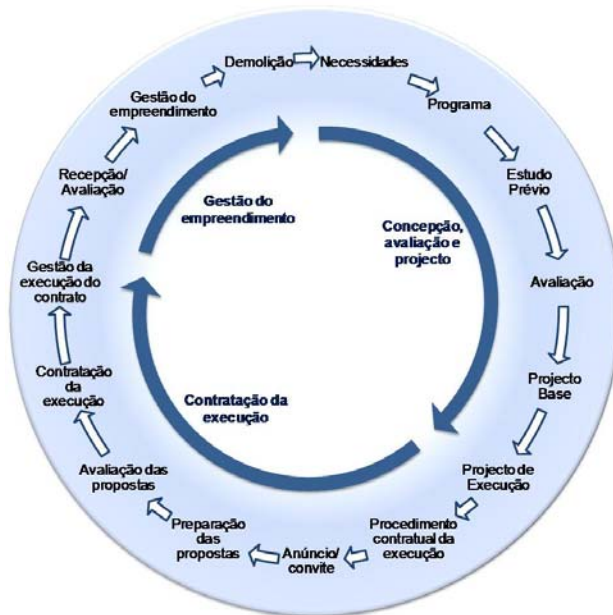 Demolição
Necessidades
Programa
Estudo
Prévio
Avaliação
Projecto
Base
Projecto de
Execução
Procedimento
contratual da
execução
Anúncio/
convite
Preparação
das
propostas
Avaliação das
propostas
Contratação
da
execução
Gestão da
execução do
contrato
Recepção/
Avaliação
Gestão do
empreendimento
Gestão do
empreendimento
Concepção,
avaliação e
projecto
Contratação da
execução